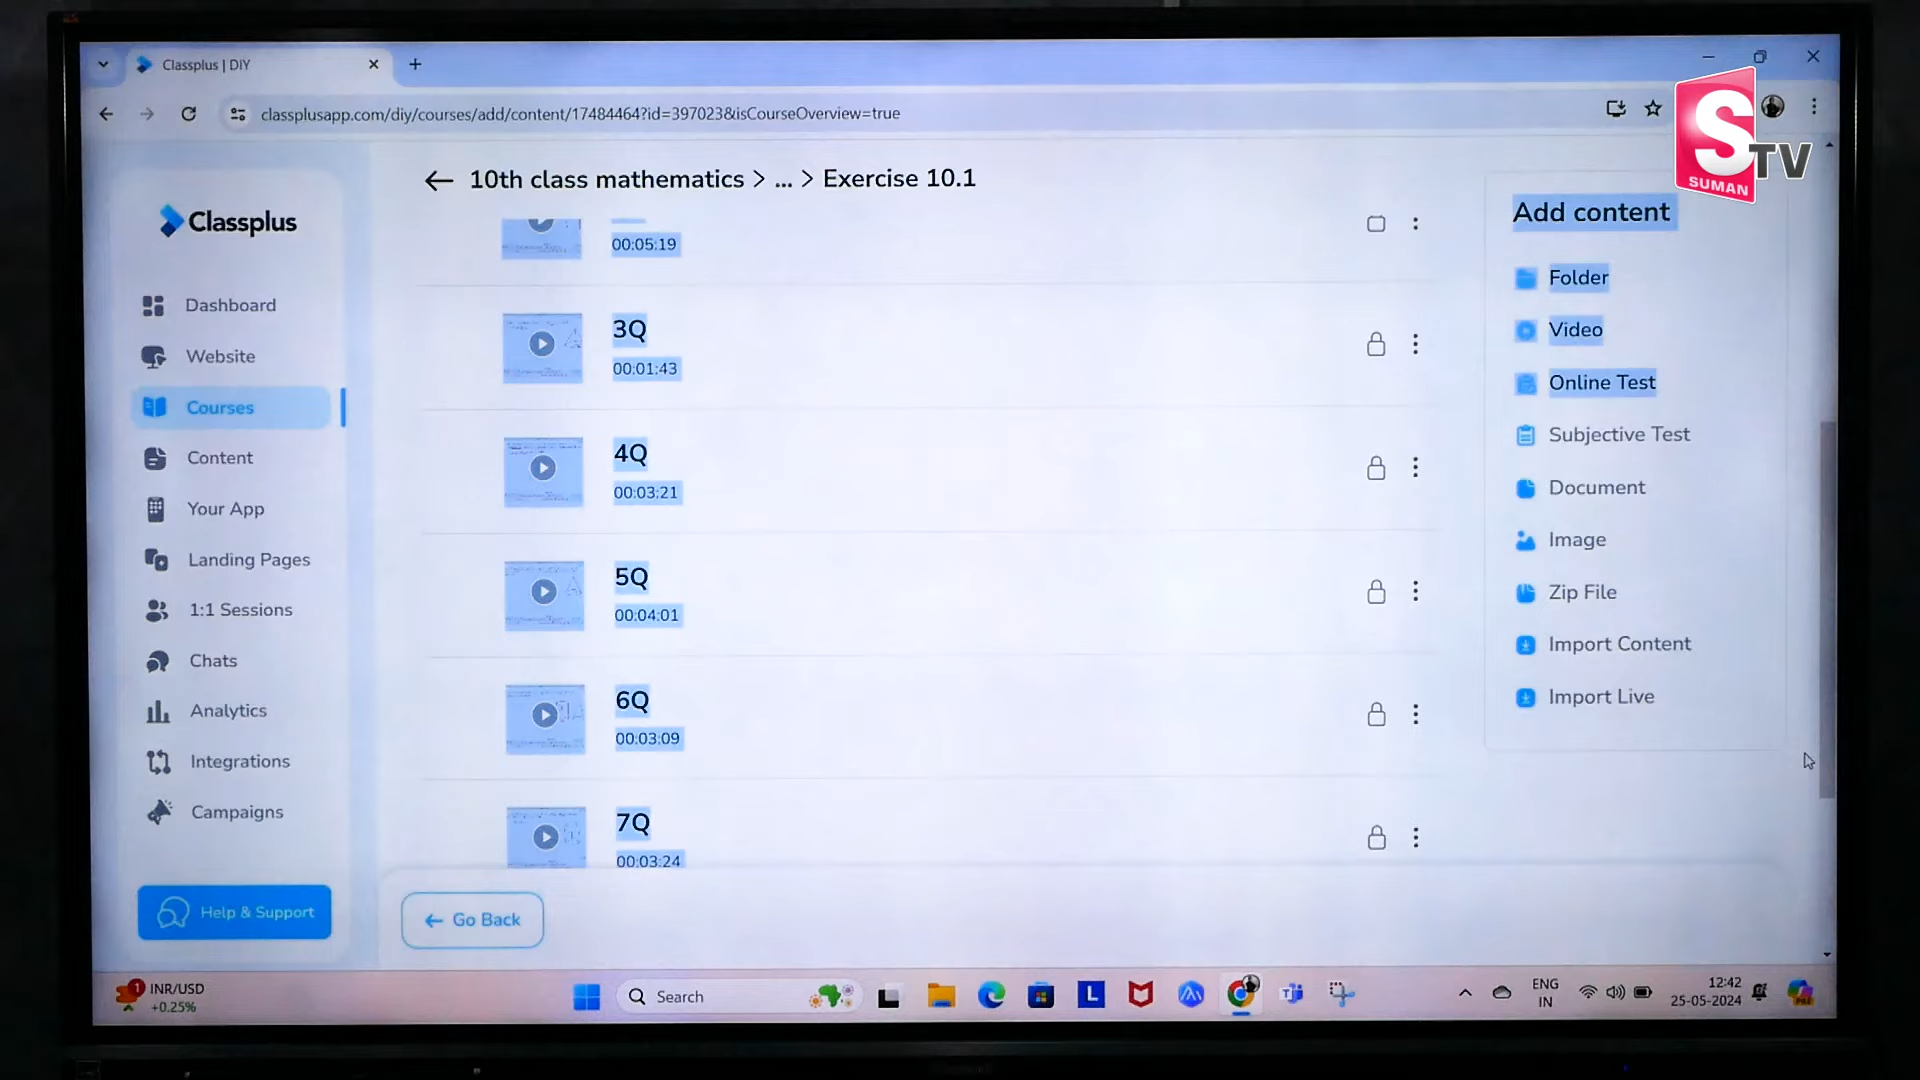 Classplus | DIY
classplusapp.com/diy/courses/add/content/17484464?id=397023&isCourseOverview=true
S
TV
SUMAN
Classplus
Dashboard
Website
Courses
Content
Your App
Landing Pages
1:1 Sessions
Chats
Analytics
Integrations
Campaigns
Help & Support
10th class mathematics > ... > Exercise 10.1
00:05:19
3Q
00:01:43
4Q
00:03:21
5Q
00:04:01
6Q
00:03:09
7Q
00:03:24
Go Back
Add content
Folder
Video
Online Test
Subjective Test
Document
Image
Zip File
Import Content
Import Live
1
INR/USD
+0.25%
Search
L
ENG
IN
12:42
25-05-2024